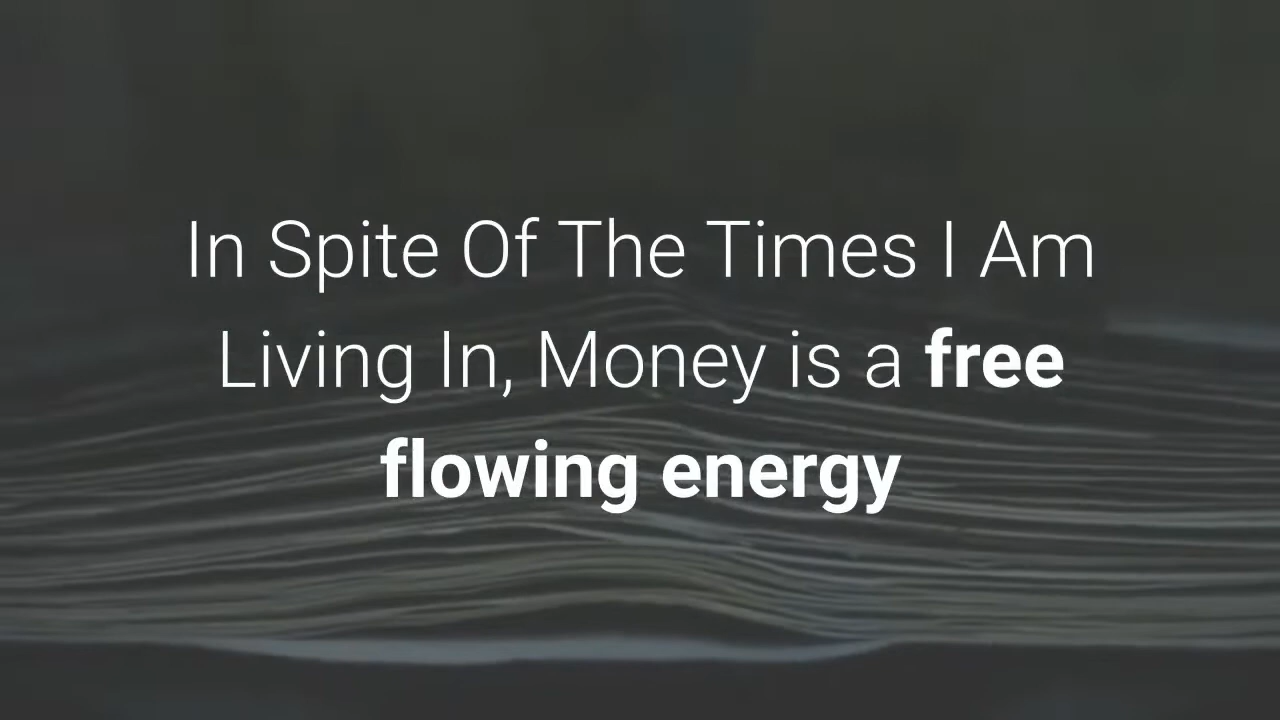 In Spite Of The Times I Am
Living In, Money is a free
flowing energy